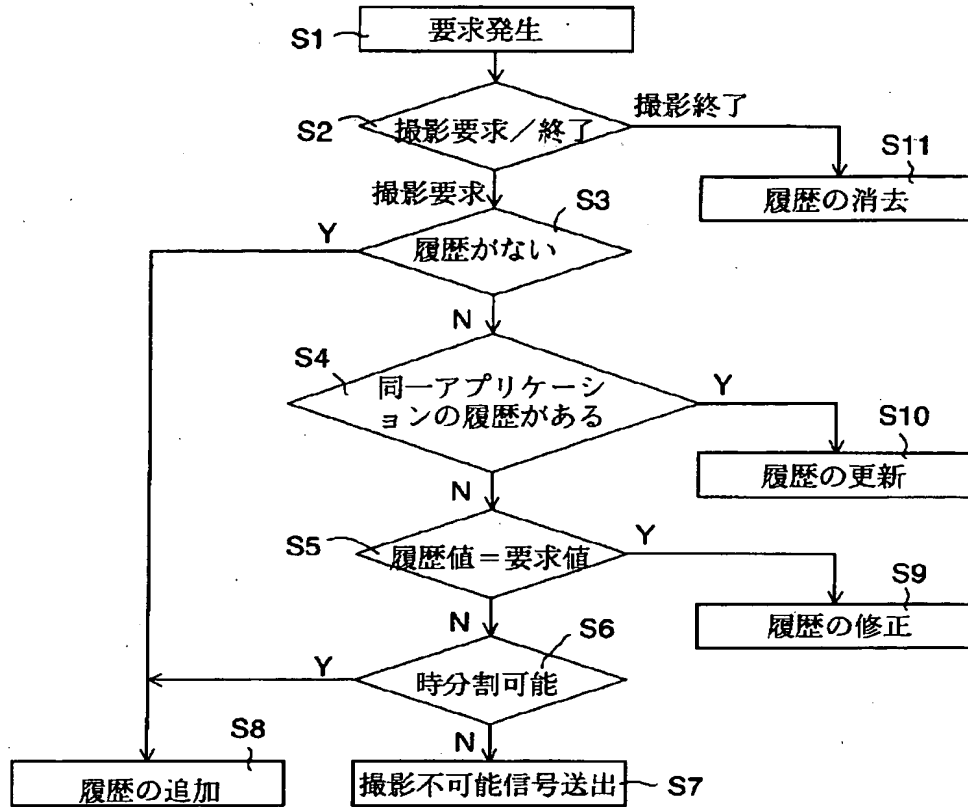 S1
要求発生
S2
撮影要求/終了
撮影終了
S11
履歴の消去
撮影要求
S3
Y
履歴がない
N
S4
同一アプリケーシ
ョンの履歴がある
Y
S10
履歴の更新
N
S5
履歴値=要求値
Y
S9
履歴の修正
N
S6
Y
時分割可能
N
S8
履歴の追加
撮影不可能信号送出
S7